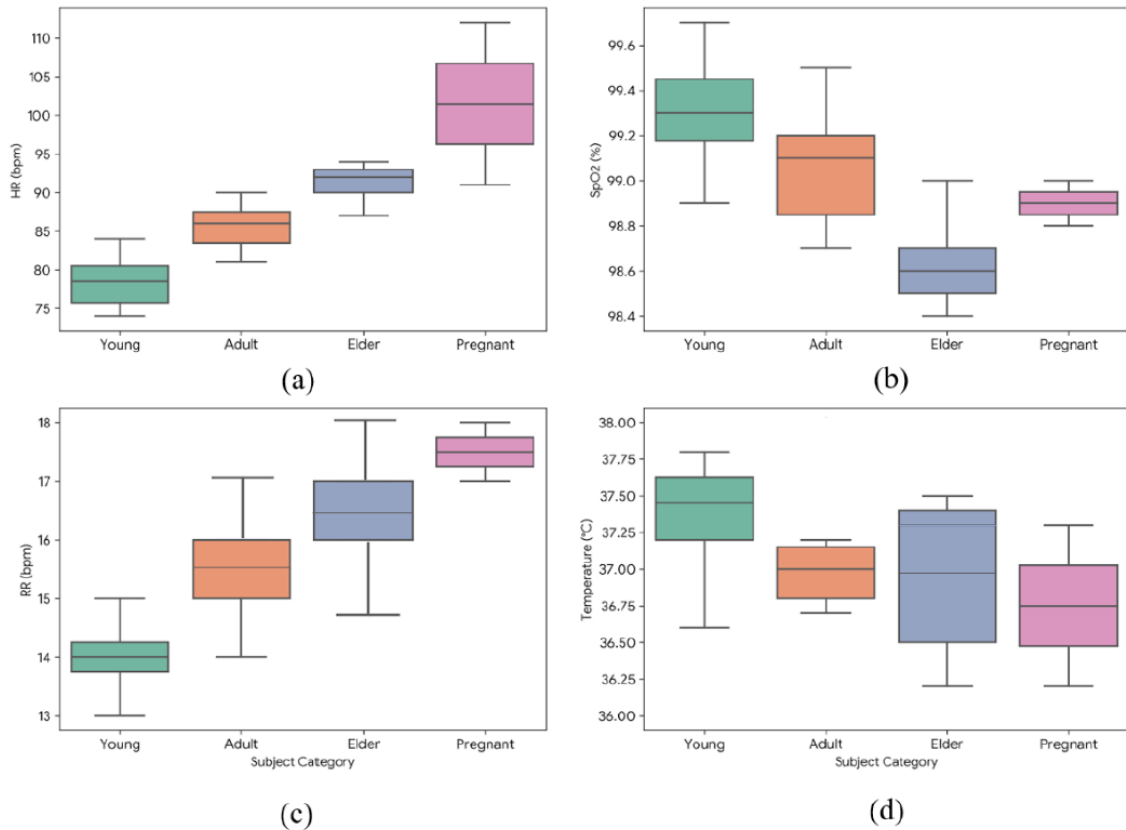 HR (bpm)
110
105
100
95
90
85
80
75
Young Adult Elder Pregnant
(a)
SpO2 (%)
99.6
99.4
99.2
99.0
98.8
98.6
98.4
Young Adult Elder Pregnant
(b)
RR (bpm)
18
17
16
15
14
13
Young Adult Elder Pregnant
Subject Category
(c)
Temperature (°C)
38.00
37.75
37.50
37.25
37.00
36.75
36.50
36.25
36.00
Young Adult Elder Pregnant
Subject Category
(d)